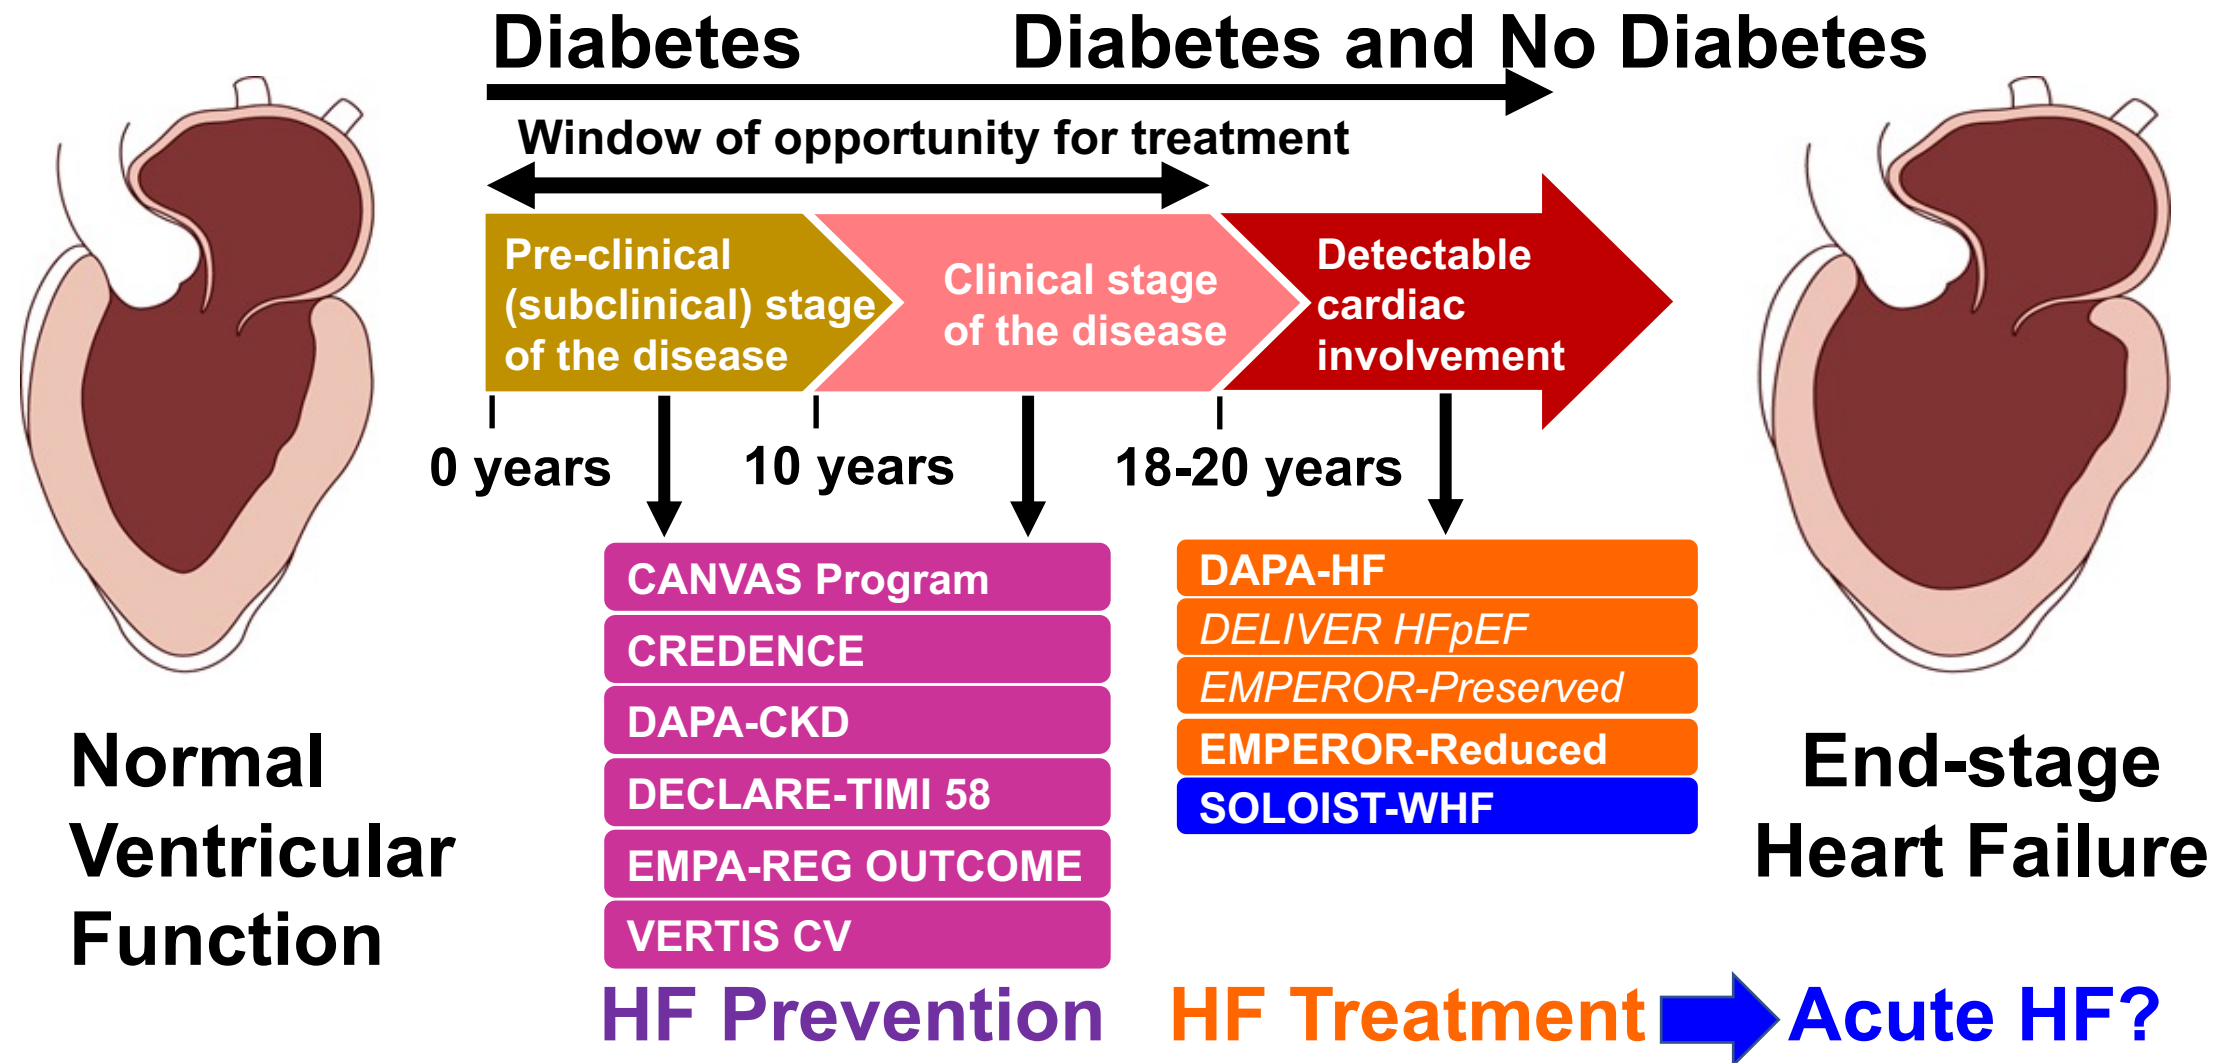 Diabetes
Diabetes and No Diabetes
Window of opportunity for treatment
Pre-clinical
(subclinical) stage
of the disease
Clinical stage
of the disease
Detectable
cardiac
involvement
0 years
10 years
18-20 years
CANVAS Program
CREDENCE
DAPA-CKD
DECLARE-TIMI 58
EMPA-REG OUTCOME
VERTIS CV
DAPA-HF
DELIVER HFpEF
EMPEROR-Preserved
EMPEROR-Reduced
SOLOIST-WHF
Normal
Ventricular
Function
End-stage
Heart Failure
HF Prevention
HF Treatment
Acute HF?